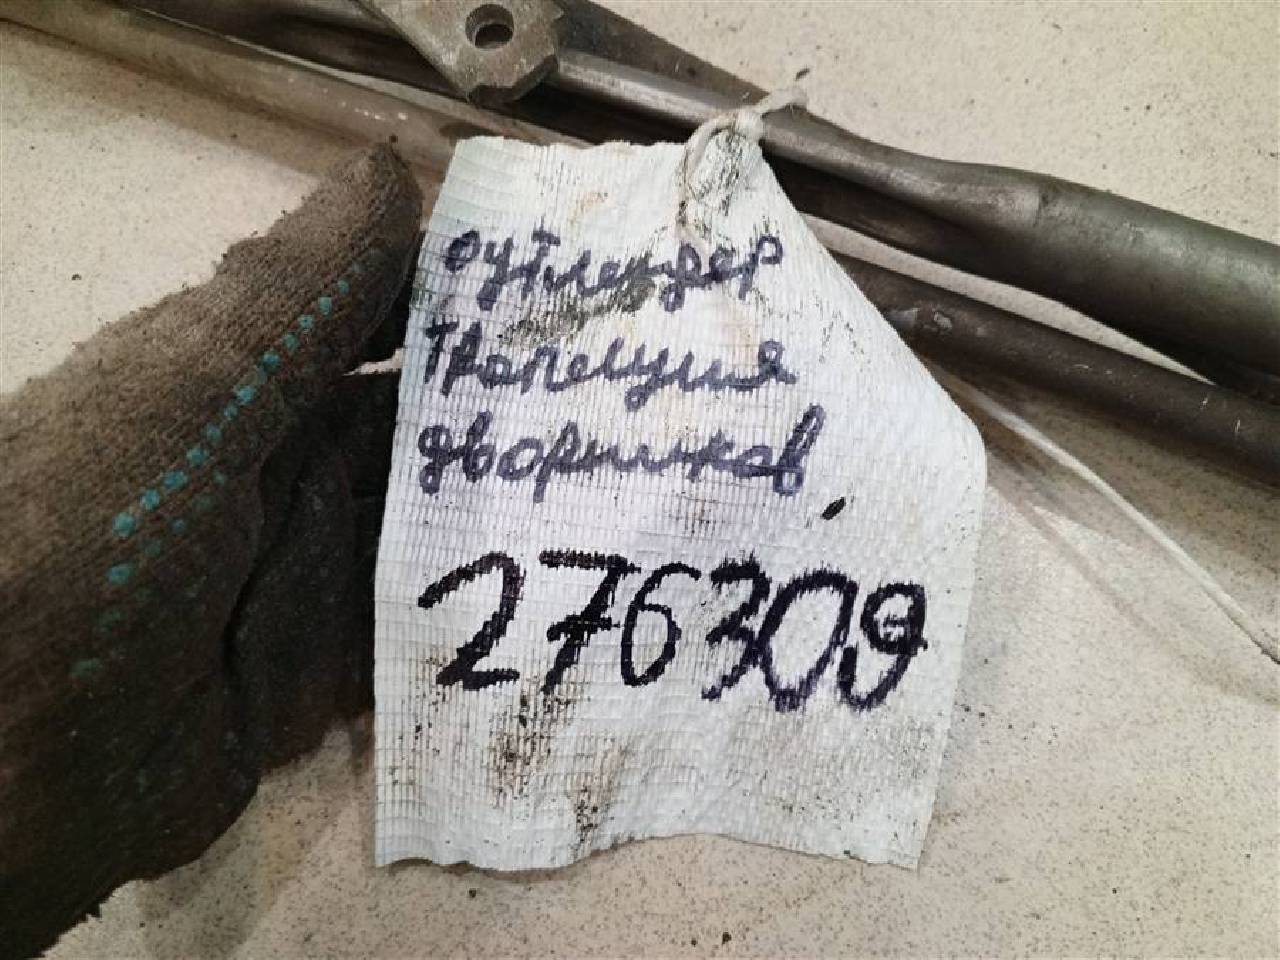 оутлендер
трапеция
дворников
276309